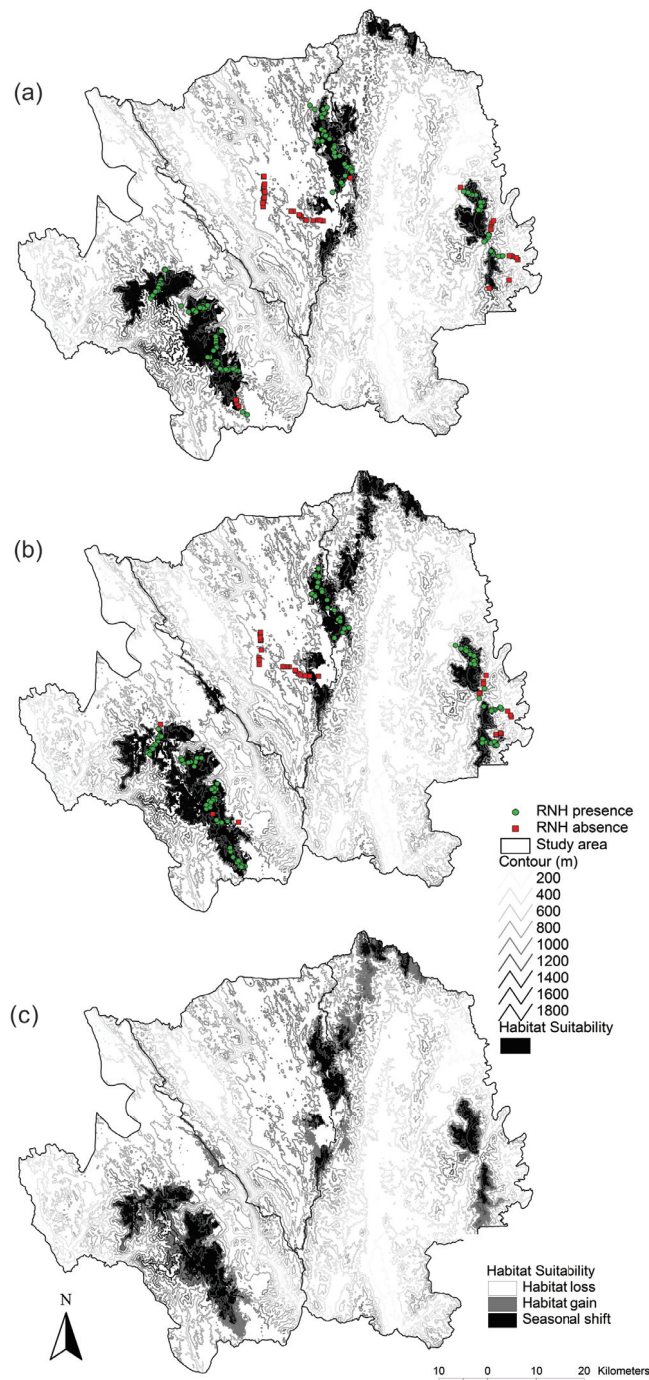 (a)
(b)
RNH presence
RNH absence
Study area
Contour (m)
200
400
600
800
1000
1200
1400
1600
1800
Habitat Suitability
(c)
Habitat Suitability
Habitat loss
Habitat gain
Seasonal shift
N
10 0 10 20 Kilometers